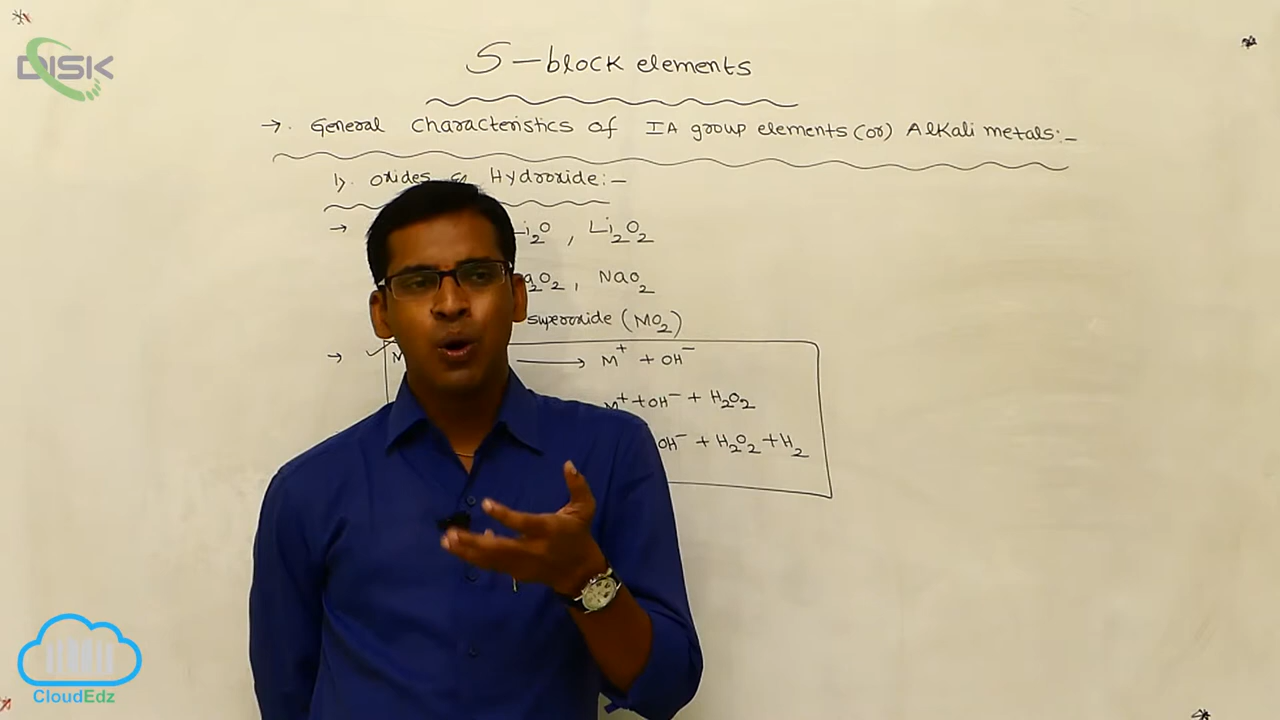 DISK
S-block elements
→. General characteristics of IA group elements (or) Alkali metals:-
1). Oxides & Hydroxide:-
→ Li₂O , Li₂O₂
O₂ , NaO₂
superoxide (MO₂)
→ ✓ M → M⁺ + OH⁻
M⁺ + OH⁻ + H₂O₂
OH⁻ + H₂O₂ + H₂
CloudEdz